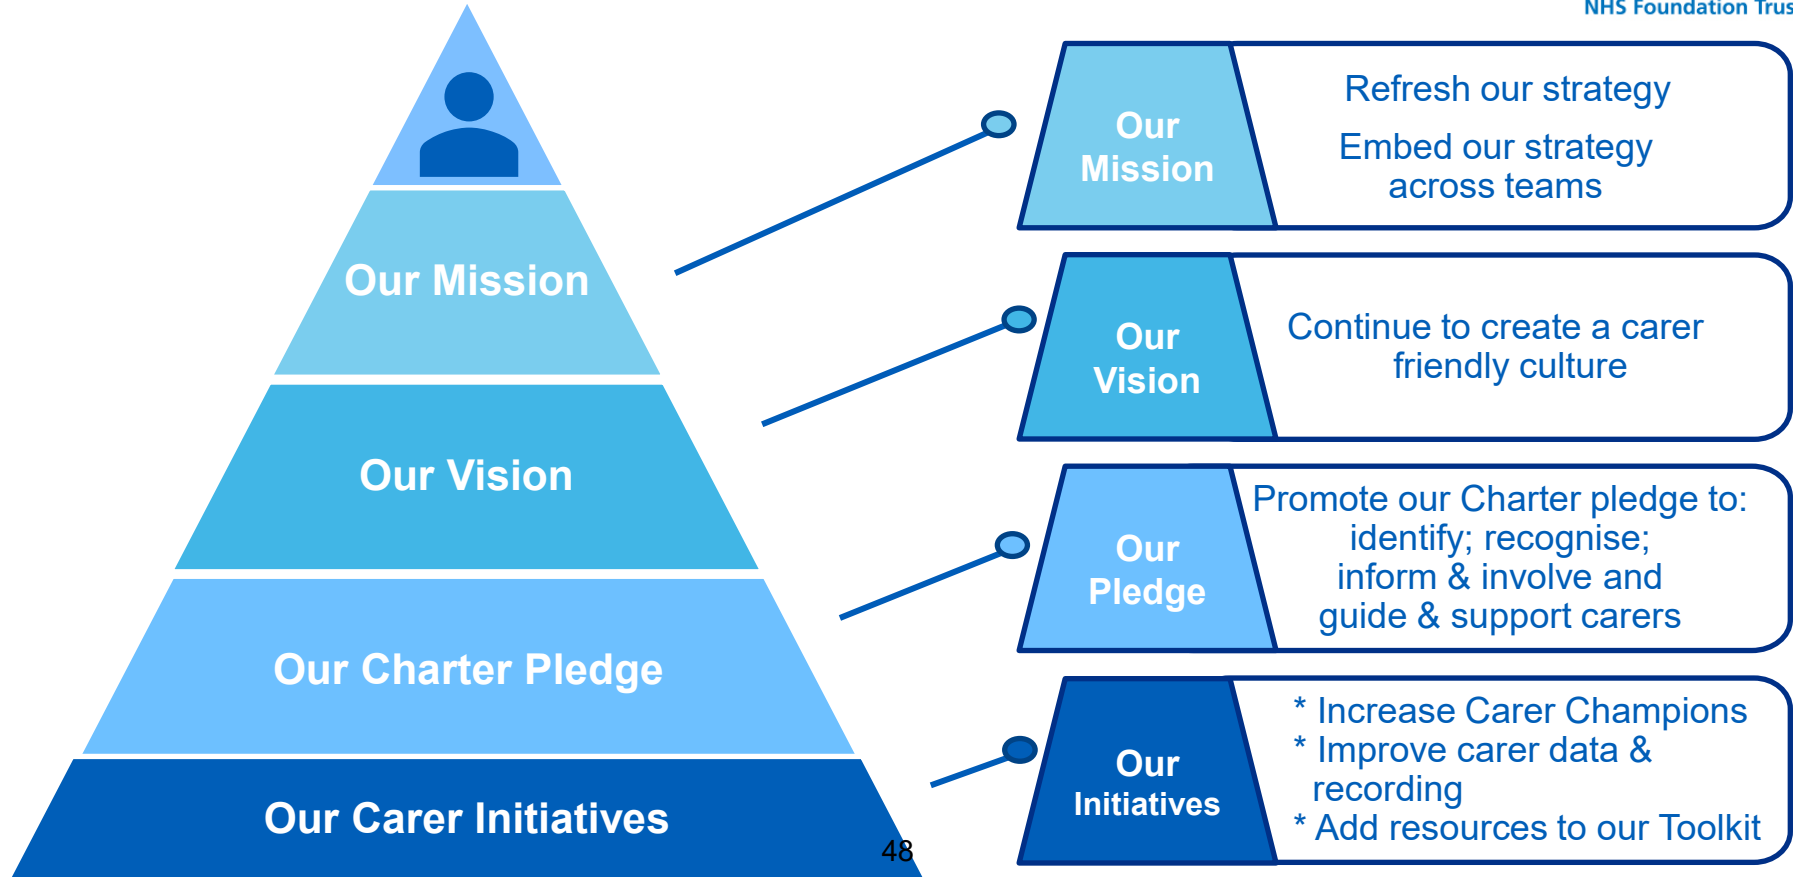 NHS Foundation Trus
Our Mission
Our Vision
Our Charter Pledge
Our Carer Initiatives
48
Our
Mission
Refresh our strategy
Embed our strategy
across teams
Our
Vision
Continue to create a carer
friendly culture
Our
Pledge
Promote our Charter pledge to:
identify; recognise;
inform & involve and
guide & support carers
Our
Initiatives
* Increase Carer Champions
* Improve carer data &
recording
* Add resources to our Toolkit